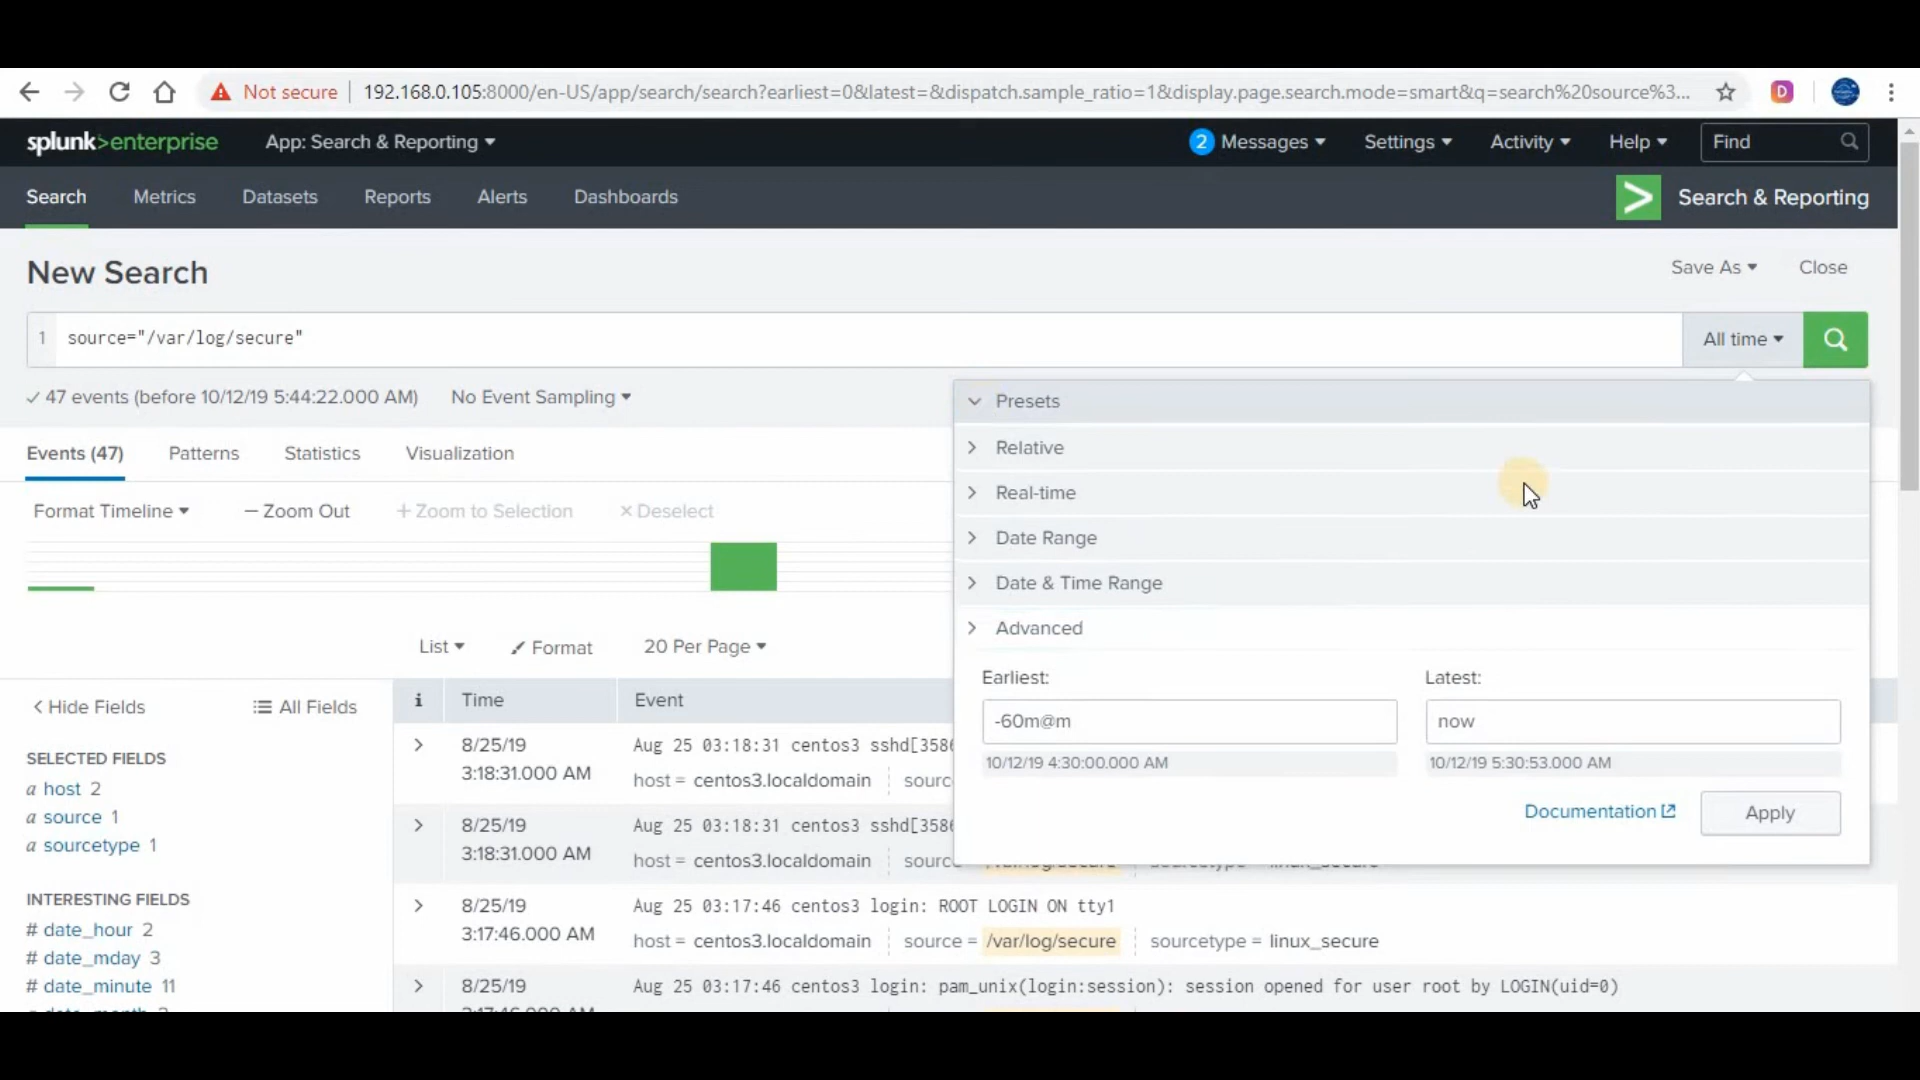 Not secure 192.168.0.105:8000/en-US/app/search/search?earliest=0&latest=&dispatch.sample_ratio=1&display.page.search.mode=smart&q=search%20source%3... D
splunk>enterprise App: Search & Reporting 2 Messages Settings Activity Help Find
Search Metrics Datasets Reports Alerts Dashboards > Search & Reporting
New Search Save As Close
1 source="/var/log/secure" All time
✓ 47 events (before 10/12/19 5:44:22.000 AM) No Event Sampling
Presets
Relative
Real-time
Date Range
Date & Time Range
Advanced
Earliest: Latest:
-60m@m now
10/12/19 4:30:00.000 AM 10/12/19 5:30:53.000 AM
Documentation Apply
Events (47) Patterns Statistics Visualization
Format Timeline — Zoom Out + Zoom to Selection × Deselect
List Format 20 Per Page
< Hide Fields All Fields
SELECTED FIELDS
a host 2
a source 1
a sourcetype 1
INTERESTING FIELDS
# date_hour 2
# date_mday 3
# date_minute 11
i Time Event
> 8/25/19 Aug 25 03:18:31 centos3 sshd[3586
3:18:31.000 AM host = centos3.localdomain sourc
> 8/25/19 Aug 25 03:18:31 centos3 sshd[3586
3:18:31.000 AM host = centos3.localdomain sourc
> 8/25/19 Aug 25 03:17:46 centos3 login: ROOT LOGIN ON tty1
3:17:46.000 AM host = centos3.localdomain source = /var/log/secure sourcetype = linux_secure
> 8/25/19 Aug 25 03:17:46 centos3 login: pam_unix(login:session): session opened for user root by LOGIN(uid=0)